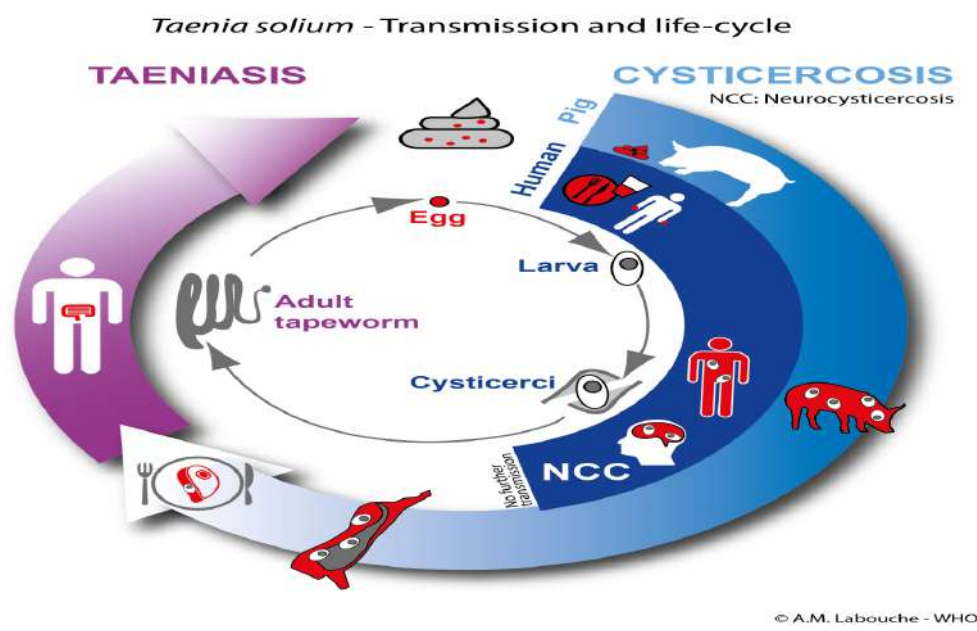 Taenia solium - Transmission and life-cycle
TAENIASIS
CYSTICERCOSIS
NCC: Neurocysticercosis
Pig
Human
Egg
Larva
Adult
tapeworm
Cysticerci
No further
transmission
NCC
© A.M. Labouche - WHO